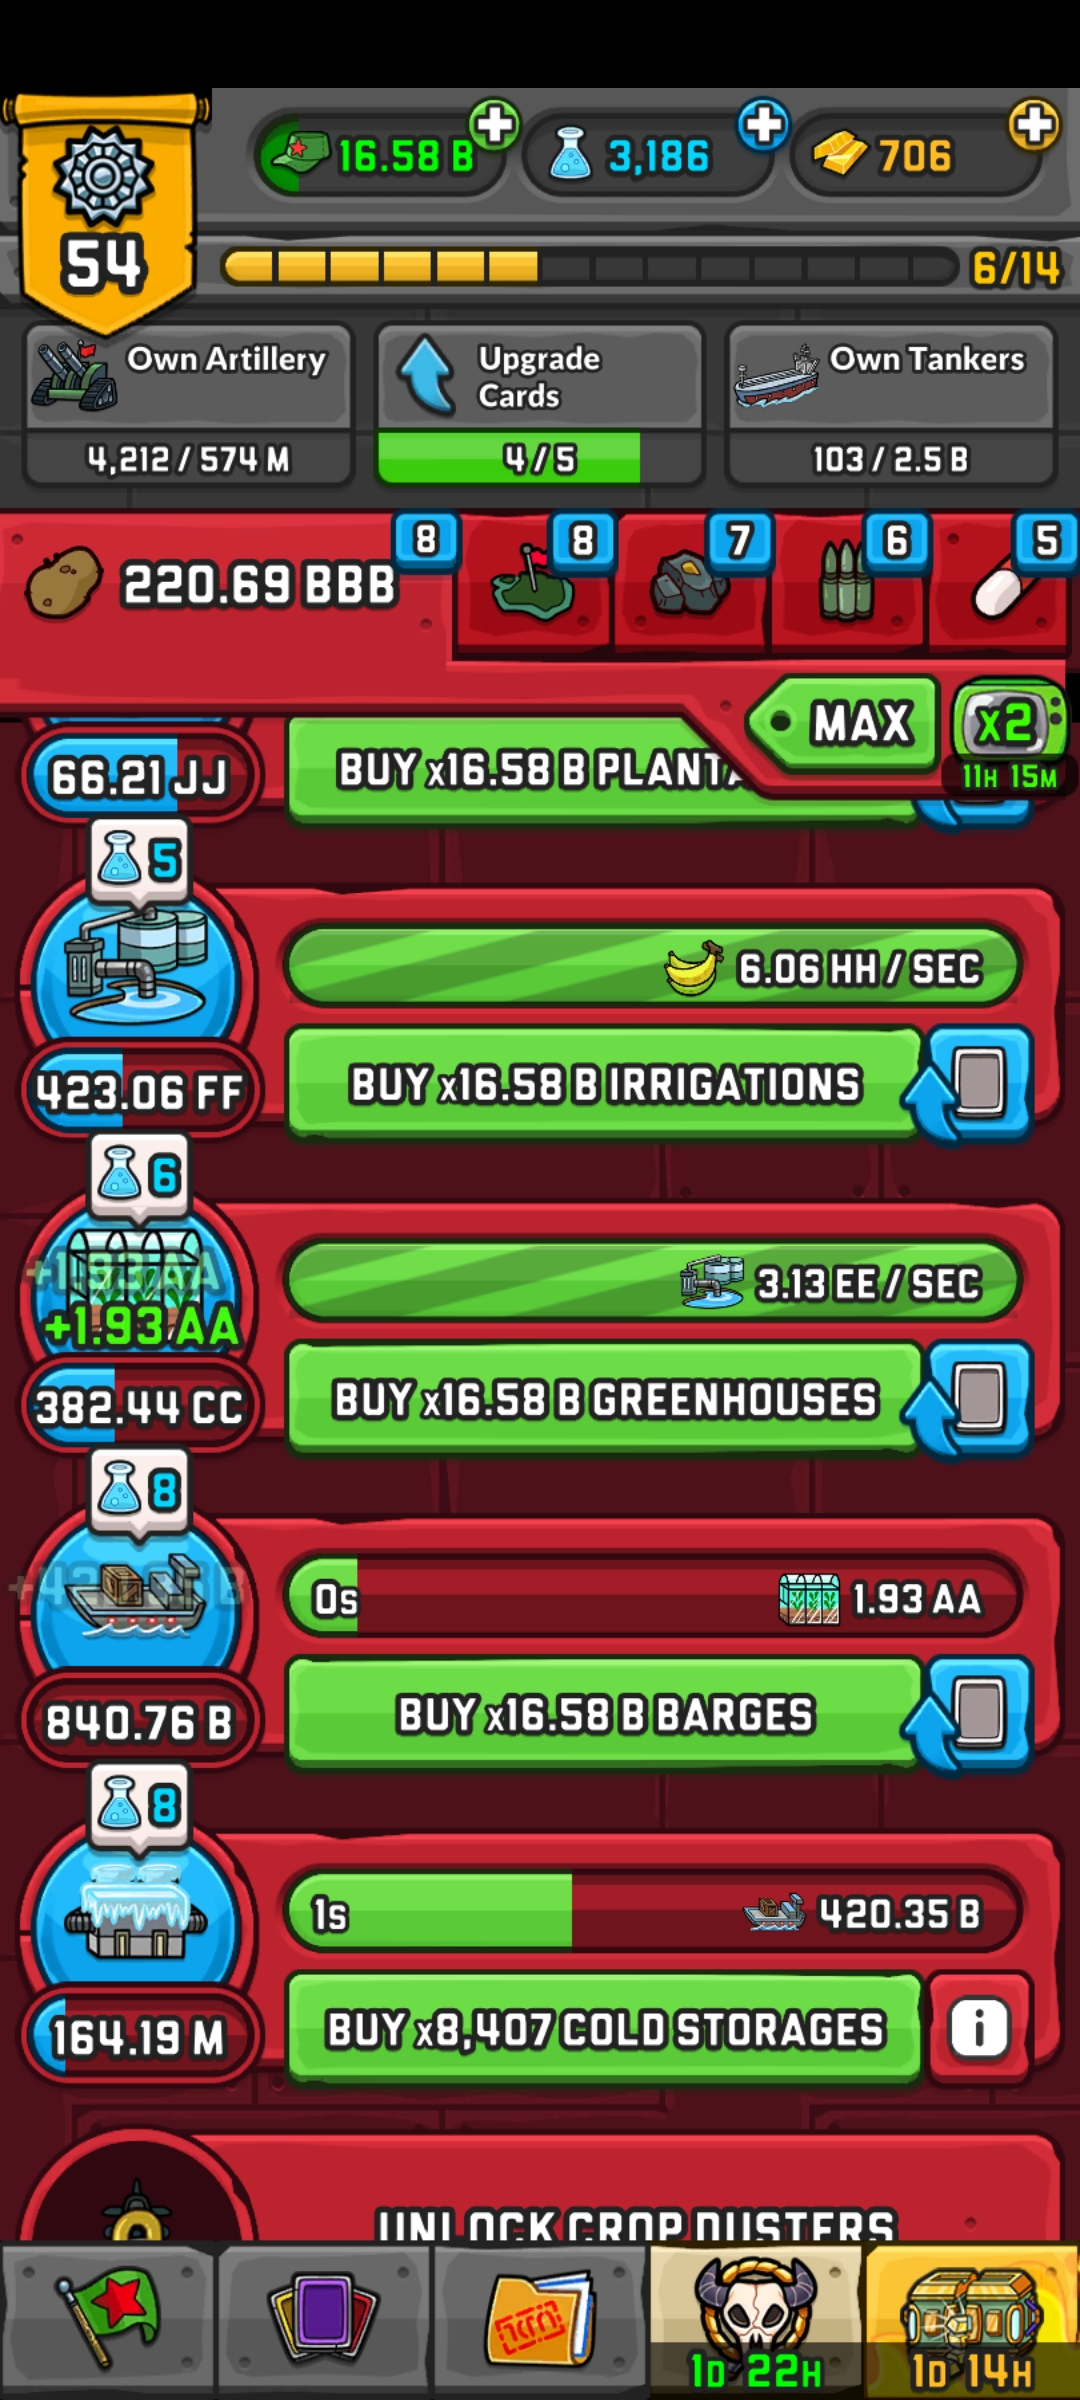 54
16.58 B
3,186
706
6/14
Own Artillery
4,212 / 574 M
Upgrade
Cards
4 / 5
Own Tankers
103 / 2.5 B
220.69 BBB
8
8
7
6
5
MAX
x2
11H 15M
66.21 JJ
BUY x16.58 B PLANTA
5
6.06 HH / SEC
423.06 FF
BUY x16.58 B IRRIGATIONS
6
+1.93 AA
+1.93 AA
3.13 EE / SEC
382.44 CC
BUY x16.58 B GREENHOUSES
8
0s
1.93 AA
840.76 B
BUY x16.58 B BARGES
8
1s
420.35 B
164.19 M
BUY x8,407 COLD STORAGES
i
UNLOCK CROP DUSTERS
1D 22H
1D 14H